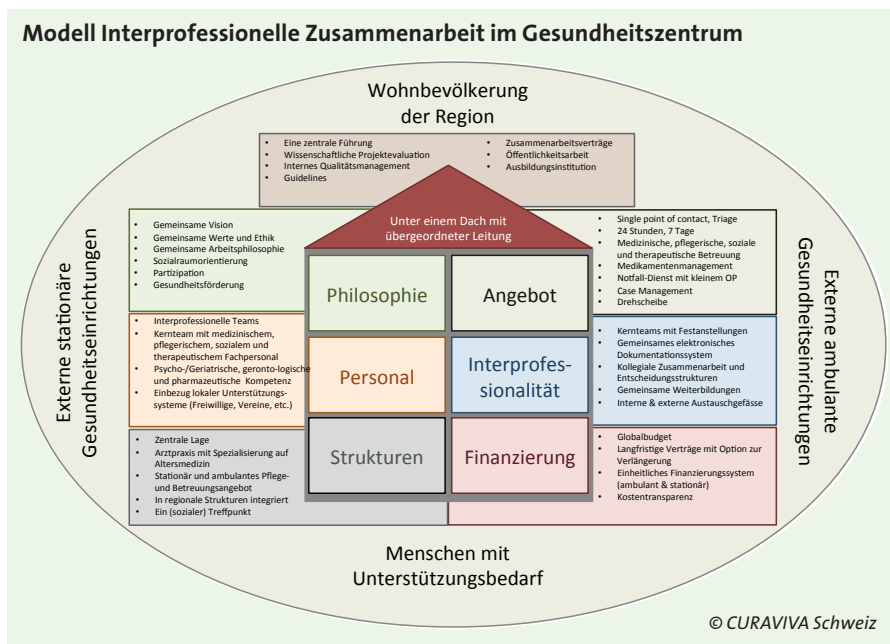 Modell Interprofessionelle Zusammenarbeit im Gesundheitszentrum
Wohnbevölkerung
der Region
• Eine zentrale Führung
• Wissenschaftliche Projektevaluation
• Internes Qualitätsmanagement
• Guidelines
• Zusammenarbeitsverträge
• Öffentlichkeitsarbeit
• Ausbildungsinstitution
Unter einem Dach mit
übergeordneter Leitung
Externe stationäre
Gesundheitseinrichtungen
• Gemeinsame Vision
• Gemeinsame Werte und Ethik
• Gemeinsame Arbeitsphilosophie
• Sozialraumorientierung
• Partizipation
• Gesundheitsförderung
Philosophie
Angebot
• Single point of contact, Triage
• 24 Stunden, 7 Tage
• Medizinische, pflegerische, soziale
und therapeutische Betreuung
• Medikamentenmanagement
• Notfall-Dienst mit kleinem OP
• Case Management
• Drehscheibe
Externe ambulante
Gesundheitseinrichtungen
• Interprofessionelle Teams
• Kernteam mit medizinischem,
pflegerischem, sozialem und
therapeutischem Fachpersonal
• Psycho-/Geriatrische, geronto-logische
und pharmazeutische Kompetenz
• Einbezug lokaler Unterstützungs-
systeme (Freiwillige, Vereine, etc.)
Personal
Interprofes-
sionalität
• Kernteams mit Festanstellungen
• Gemeinsames elektronisches
Dokumentationssystem
• Kollegiale Zusammenarbeit und
Entscheidungsstrukturen
• Gemeinsame Weiterbildungen
• Interne & externe Austauschgefässe
• Zentrale Lage
• Arztpraxis mit Spezialisierung auf
Altersmedizin
• Stationär und ambulantes Pflege-
und Betreuungsangebot
• In regionale Strukturen integriert
• Ein (sozialer) Treffpunkt
Strukturen
Finanzierung
• Globalbudget
• Langfristige Verträge mit Option zur
Verlängerung
• Einheitliches Finanzierungssystem
(ambulant & stationär)
• Kostentransparenz
Menschen mit
Unterstützungsbedarf
© CURAVIVA Schweiz